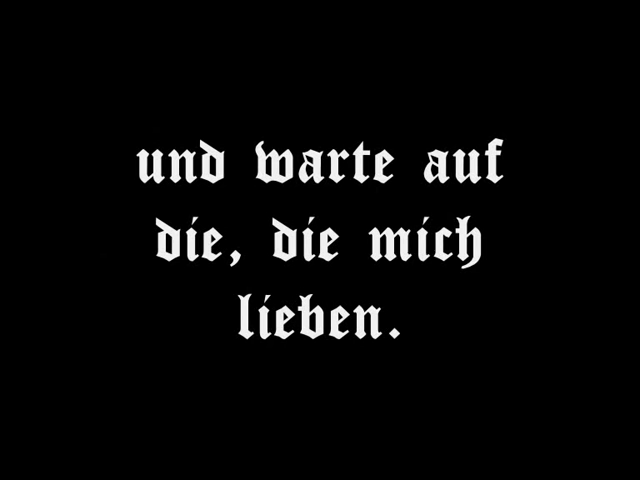 und warte auf
die, die mich
lieben.